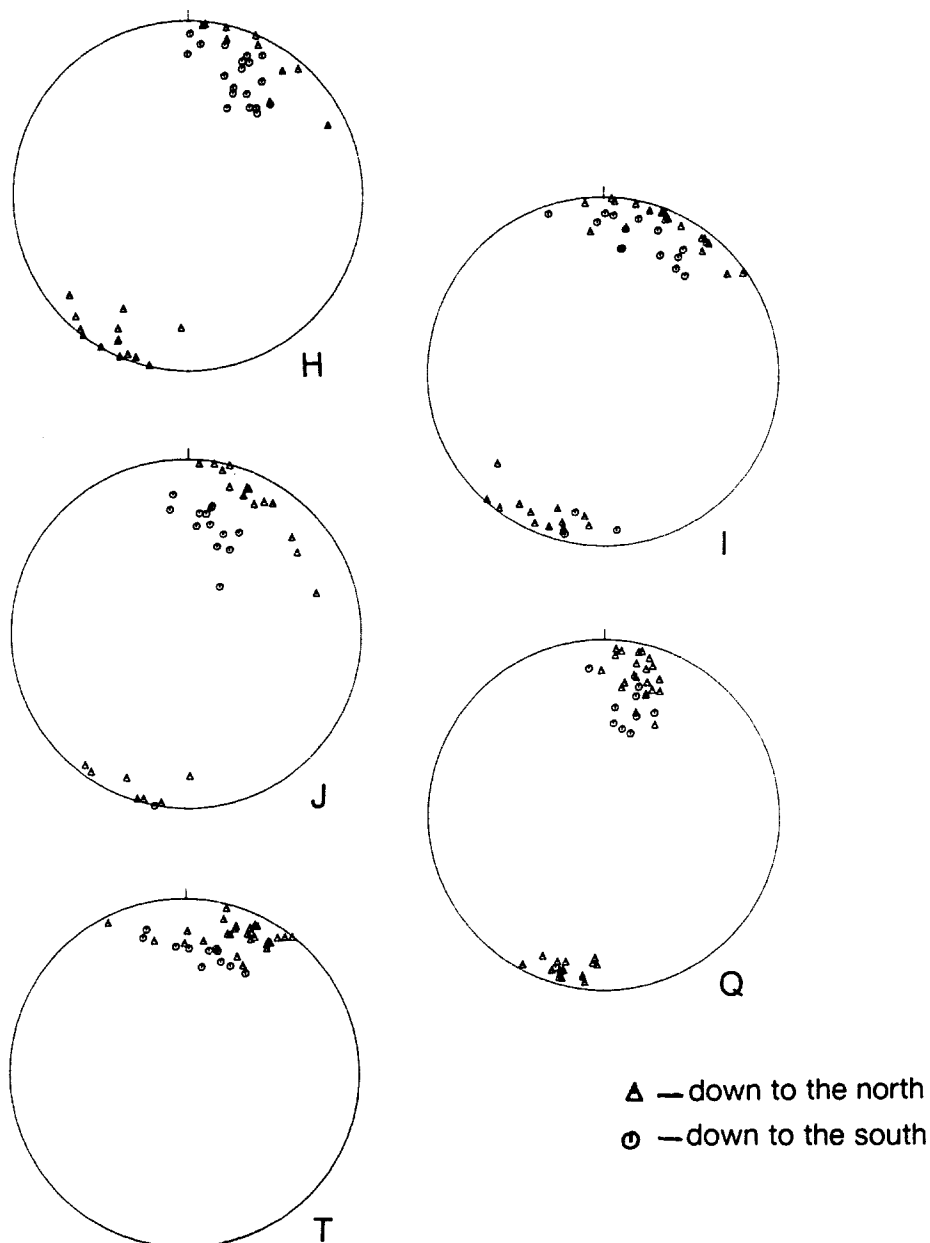 H
I
J
Q
T
— down to the north
— down to the south